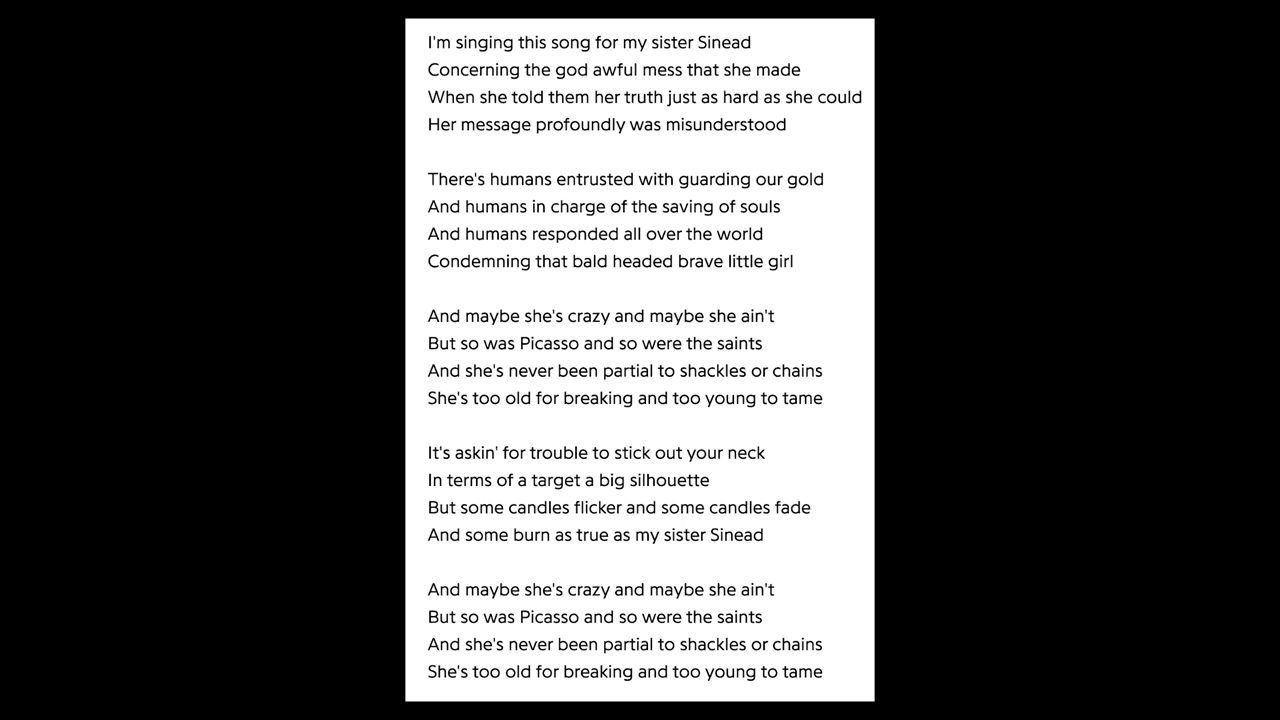 I'm singing this song for my sister Sinead
Concerning the god awful mess that she made
When she told them her truth just as hard as she could
Her message profoundly was misunderstood
There's humans entrusted with guarding our gold
And humans in charge of the saving of souls
And humans responded all over the world
Condemning that bald headed brave little girl
And maybe she's crazy and maybe she ain't
But so was Picasso and so were the saints
And she's never been partial to shackles or chains
She's too old for breaking and too young to tame
It's askin' for trouble to stick out your neck
In terms of a target a big silhouette
But some candles flicker and some candles fade
And some burn as true as my sister Sinead
And maybe she's crazy and maybe she ain't
But so was Picasso and so were the saints
And she's never been partial to shackles or chains
She's too old for breaking and too young to tame